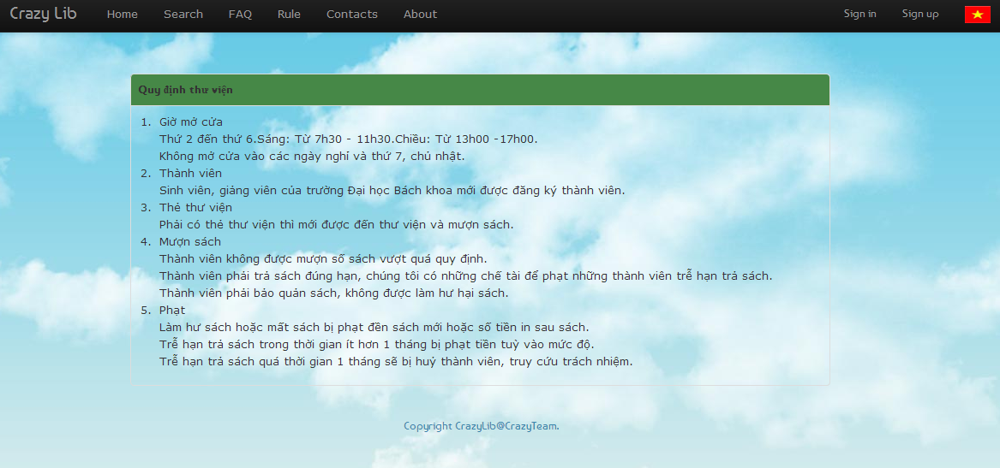 Crazy Lib Home Search FAQ Rule Contacts About Sign in Sign up
Quy định thư viện
1. Giờ mở cửa
Thứ 2 đến thứ 6.Sáng: Từ 7h30 - 11h30.Chiều: Từ 13h00 -17h00.
Không mở cửa vào các ngày nghỉ và thứ 7, chủ nhật.
2. Thành viên
Sinh viên, giảng viên của trường Đại học Bách khoa mới được đăng ký thành viên.
3. Thẻ thư viện
Phải có thẻ thư viện thì mới được đến thư viện và mượn sách.
4. Mượn sách
Thành viên không được mượn số sách vượt quá quy định.
Thành viên phải trả sách đúng hạn, chúng tôi có những chế tài để phạt những thành viên trễ hạn trả sách.
Thành viên phải bảo quản sách, không được làm hư hại sách.
5. Phạt
Làm hư sách hoặc mất sách bị phạt đền sách mới hoặc số tiền in sau sách.
Trễ hạn trả sách trong thời gian ít hơn 1 tháng bị phạt tiền tuỳ vào mức độ.
Trễ hạn trả sách quá thời gian 1 tháng sẽ bị huỷ thành viên, truy cứu trách nhiệm.
Copyright CrazyLib@CrazyTeam.